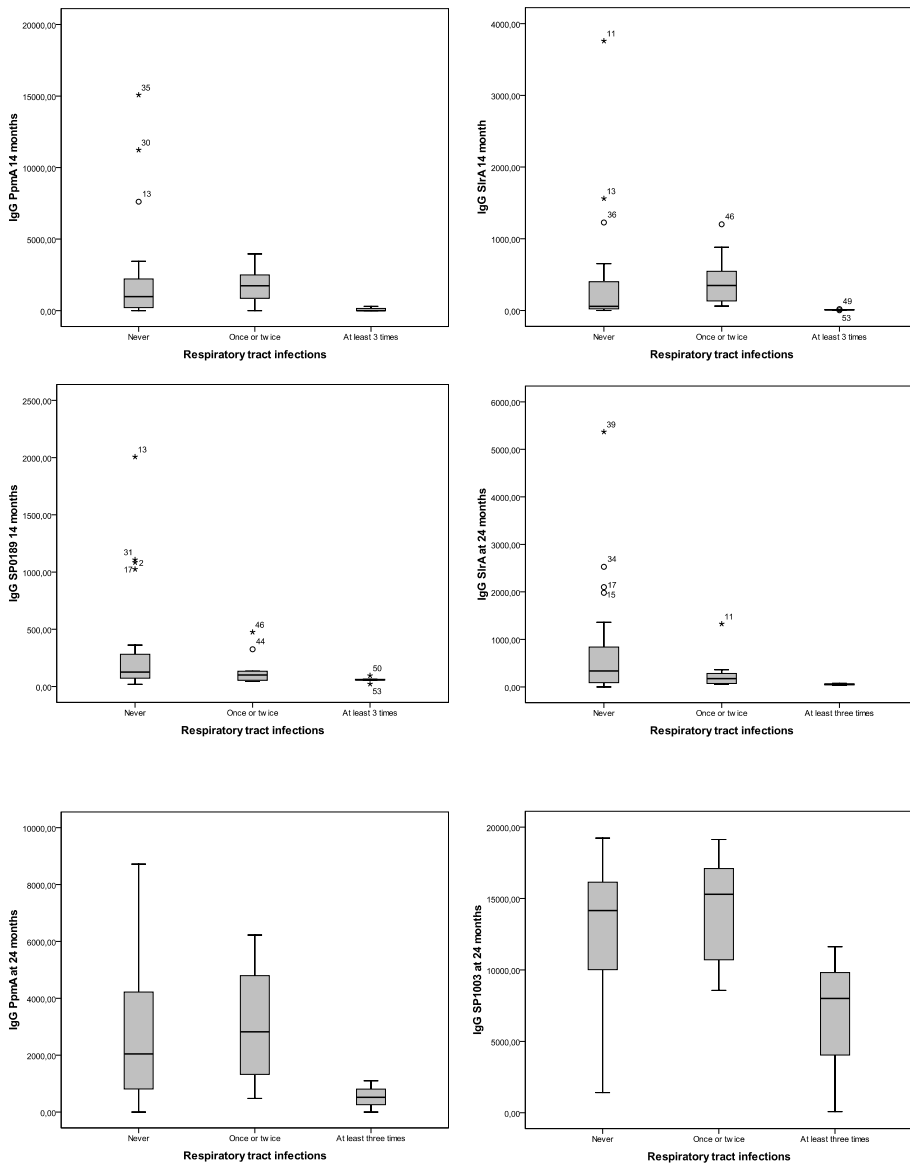 IgG PpmA 14 months
20000,00
15000,00
10000,00
5000,00
0,00
35
30
13
Never
Once or twice
At least 3 times
Respiratory tract infections
IgG SlrA 14 month
4000,00
3000,00
2000,00
1000,00
0,00
11
13
36
46
49
53
Never
Once or twice
At least 3 times
Respiratory tract infections
IgG SP0189 14 months
2500,00
2000,00
1500,00
1000,00
500,00
0,00
13
31
2
17
46
44
50
53
Never
Once or twice
At least 3 times
Respiratory tract infections
IgG SlrA at 24 months
6000,00
5000,00
4000,00
3000,00
2000,00
1000,00
0,00
39
34
17
15
11
Never
Once or twice
At least three times
Respiratory tract infections
IgG PpmA at 24 months
10000,00
8000,00
6000,00
4000,00
2000,00
0,00
Never
Once or twice
At least three times
Respiratory tract infections
IgG SP1003 at 24 months
20000,00
15000,00
10000,00
5000,00
0,00
Never
Once or twice
At least three times
Respiratory tract infections